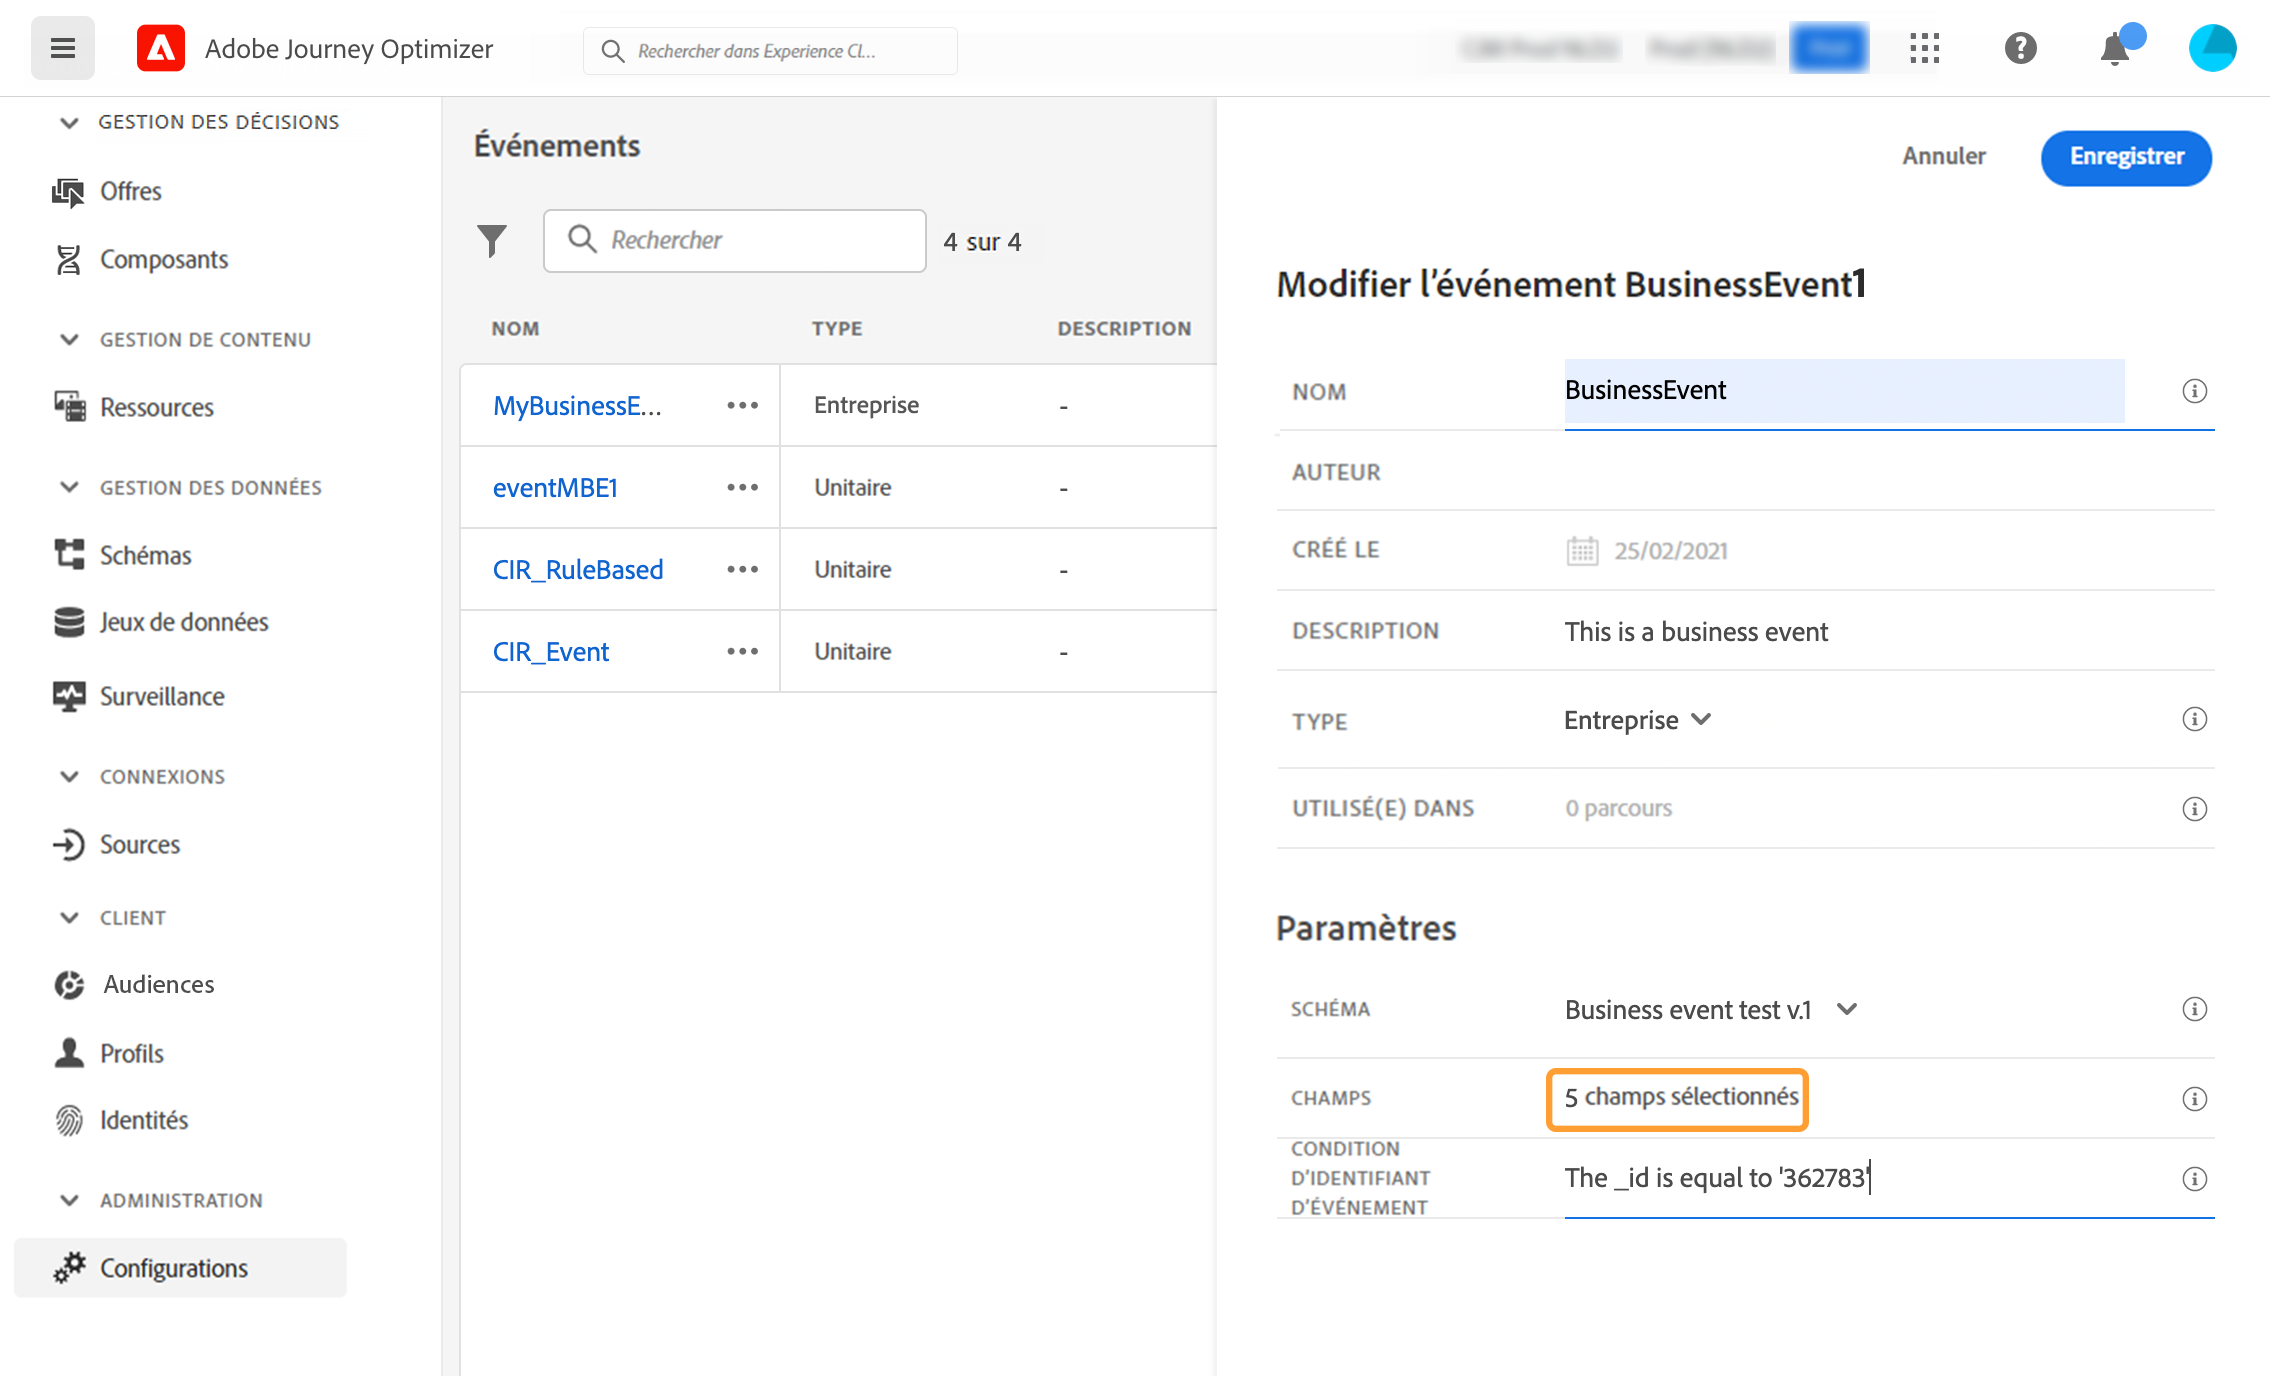 Adobe Journey Optimizer
Rechercher dans Experience Cl...
GESTION DES DÉCISIONS
Offres
Composants
GESTION DE CONTENU
Ressources
GESTION DES DONNÉES
Schémas
Jeux de données
Surveillance
CONNEXIONS
Sources
CLIENT
Audiences
Profils
Identités
ADMINISTRATION
Configurations
Événements
Rechercher
4 sur 4
NOM TYPE DESCRIPTION
MyBusinessE... ••• Entreprise -
eventMBE1 ••• Unitaire -
CIR_RuleBased ••• Unitaire -
CIR_Event ••• Unitaire -
Annuler Enregistrer
Modifier l'événement BusinessEvent1
NOM BusinessEvent
AUTEUR
CRÉÉ LE 25/02/2021
DESCRIPTION This is a business event
TYPE Entreprise
UTILISÉ(E) DANS 0 parcours
Paramètres
SCHÉMA Business event test v.1
CHAMPS 5 champs sélectionnés
CONDITION
D'IDENTIFIANT The _id is equal to '362783'
D'ÉVÉNEMENT